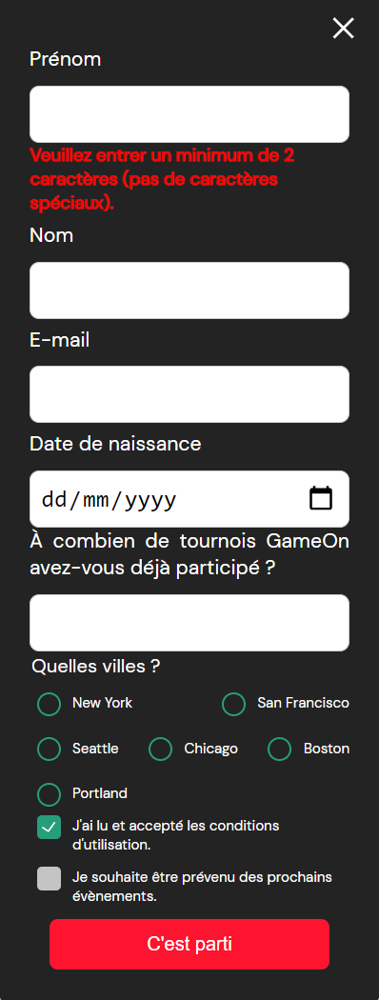 Prénom
Veuillez entrer un minimum de 2
caractères (pas de caractères
spéciaux).
Nom
E-mail
Date de naissance
dd/mm/yyyy
À combien de tournois GameOn
avez-vous déjà participé ?
Quelles villes ?
New York San Francisco
Seattle Chicago Boston
Portland
J'ai lu et accepté les conditions
d'utilisation.
Je souhaite être prévenu des prochains
évènements.
C'est parti